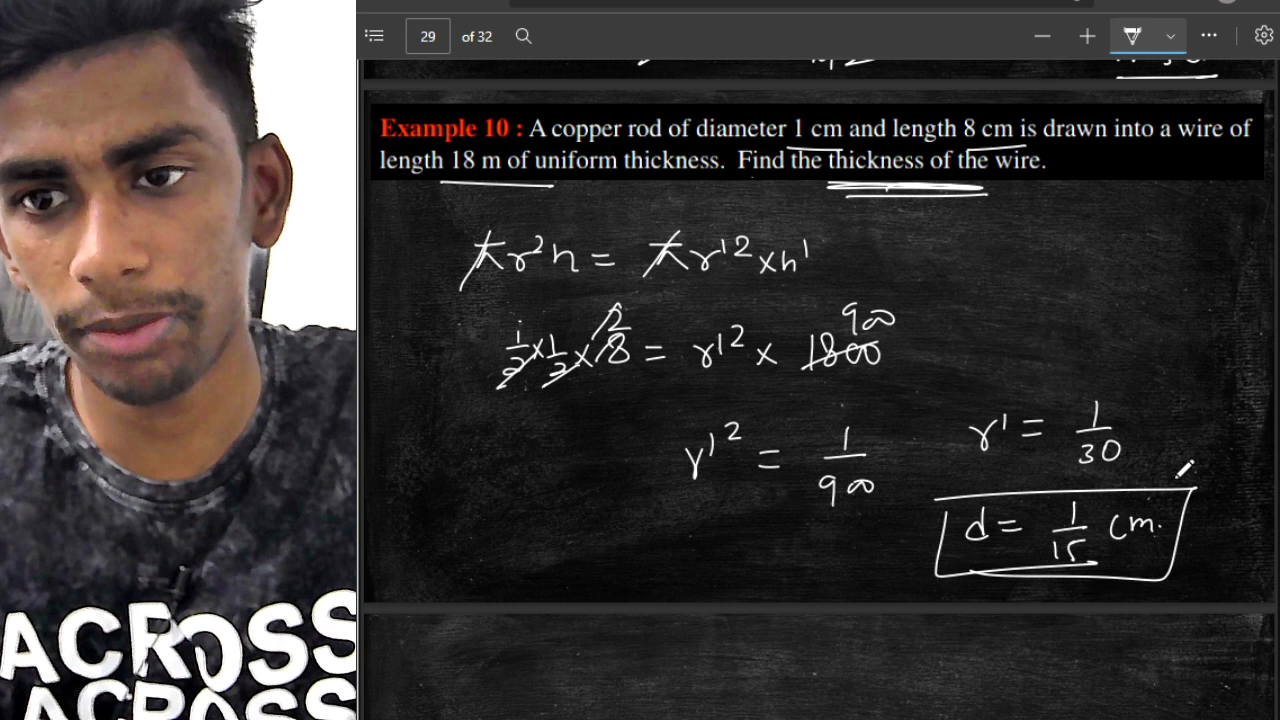 29 of 32
Example 10 : A copper rod of diameter 1 cm and length 8 cm is drawn into a wire of
length 18 m of uniform thickness. Find the thickness of the wire.
πr²h = πr'² × h'
1/2 × 1/2 × 8 2 = r'² × 1800 900
r'² = 1/900
r' = 1/30
d = 1/15 cm.
ACROSS
ACROSS